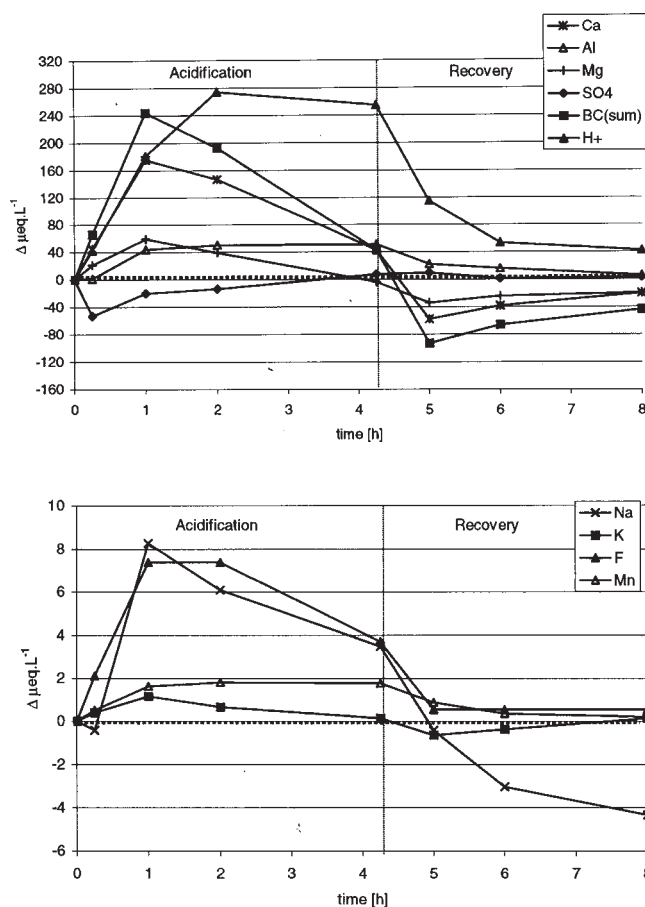 Ca
Al
Mg
SO4
BC(sum)
H+
Acidification
Recovery
320
280
240
200
160
120
80
40
0
-40
-80
-120
-160
Δ µeq.L-1
0 1 2 3 4 5 6 7 8
time [h]
Na
K
F
Mn
Acidification
Recovery
10
8
6
4
2
0
-2
-4
-6
Δ µeq.L-1
0 1 2 3 4 5 6 7 8
time [h]